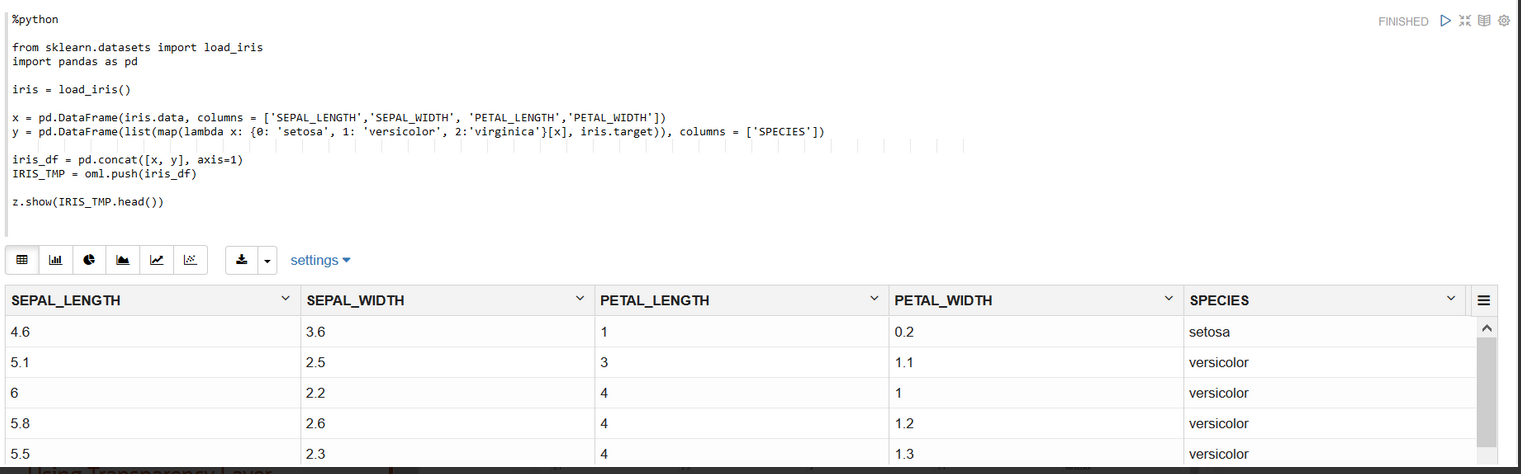 %python
FINISHED
from sklearn.datasets import load_iris
import pandas as pd
iris = load_iris()
x = pd.DataFrame(iris.data, columns = ['SEPAL_LENGTH','SEPAL_WIDTH', 'PETAL_LENGTH','PETAL_WIDTH'])
y = pd.DataFrame(list(map(lambda x: {0: 'setosa', 1: 'versicolor', 2:'virginica'}[x], iris.target)), columns = ['SPECIES'])
iris_df = pd.concat([x, y], axis=1)
IRIS_TMP = oml.push(iris_df)
z.show(IRIS_TMP.head())
settings
SEPAL_LENGTH SEPAL_WIDTH PETAL_LENGTH PETAL_WIDTH SPECIES
4.6 3.6 1 0.2 setosa
5.1 2.5 3 1.1 versicolor
6 2.2 4 1 versicolor
5.8 2.6 4 1.2 versicolor
5.5 2.3 4 1.3 versicolor